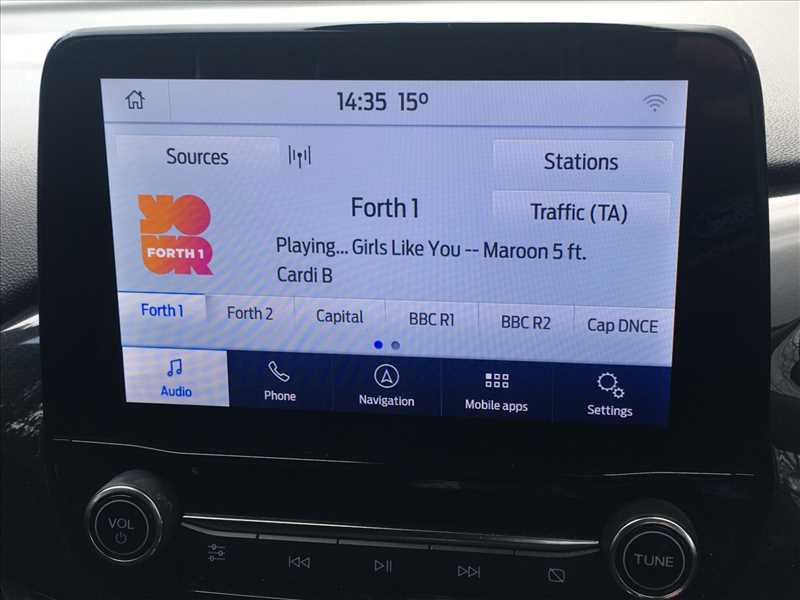 14:35 15º
Sources
Stations
Forth 1
Traffic (TA)
YO
FORTH 1
UR
Playing... Girls Like You -- Maroon 5 ft.
Cardi B
Forth 1 Forth 2 Capital BBC R1 BBC R2 Cap DNCE
Audio Phone Navigation Mobile apps Settings
VOL
TUNE